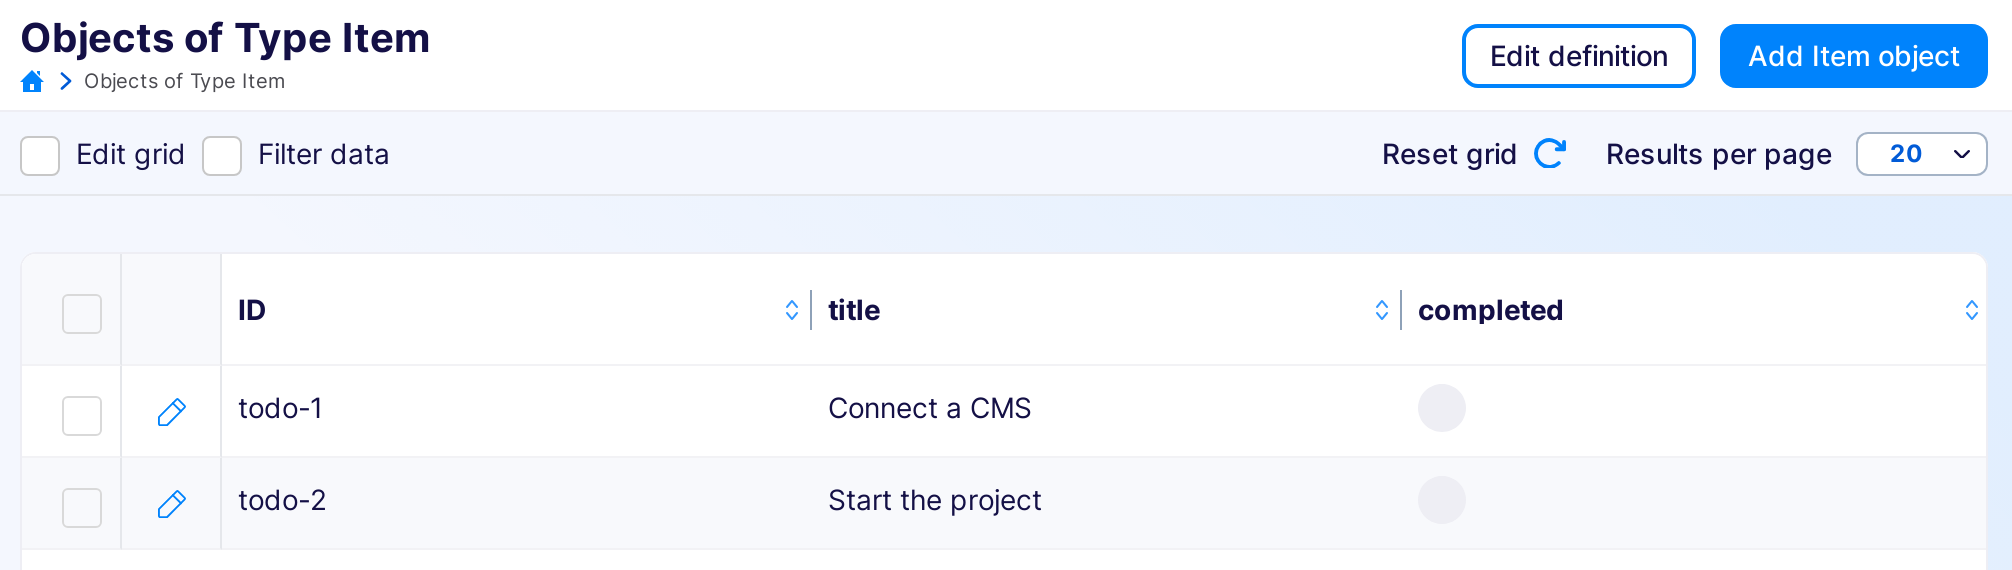 Objects of Type Item
Edit definition
Add Item object
Objects of Type Item
Edit grid
Filter data
Reset grid
Results per page
20
ID
title
completed
todo-1
Connect a CMS
todo-2
Start the project